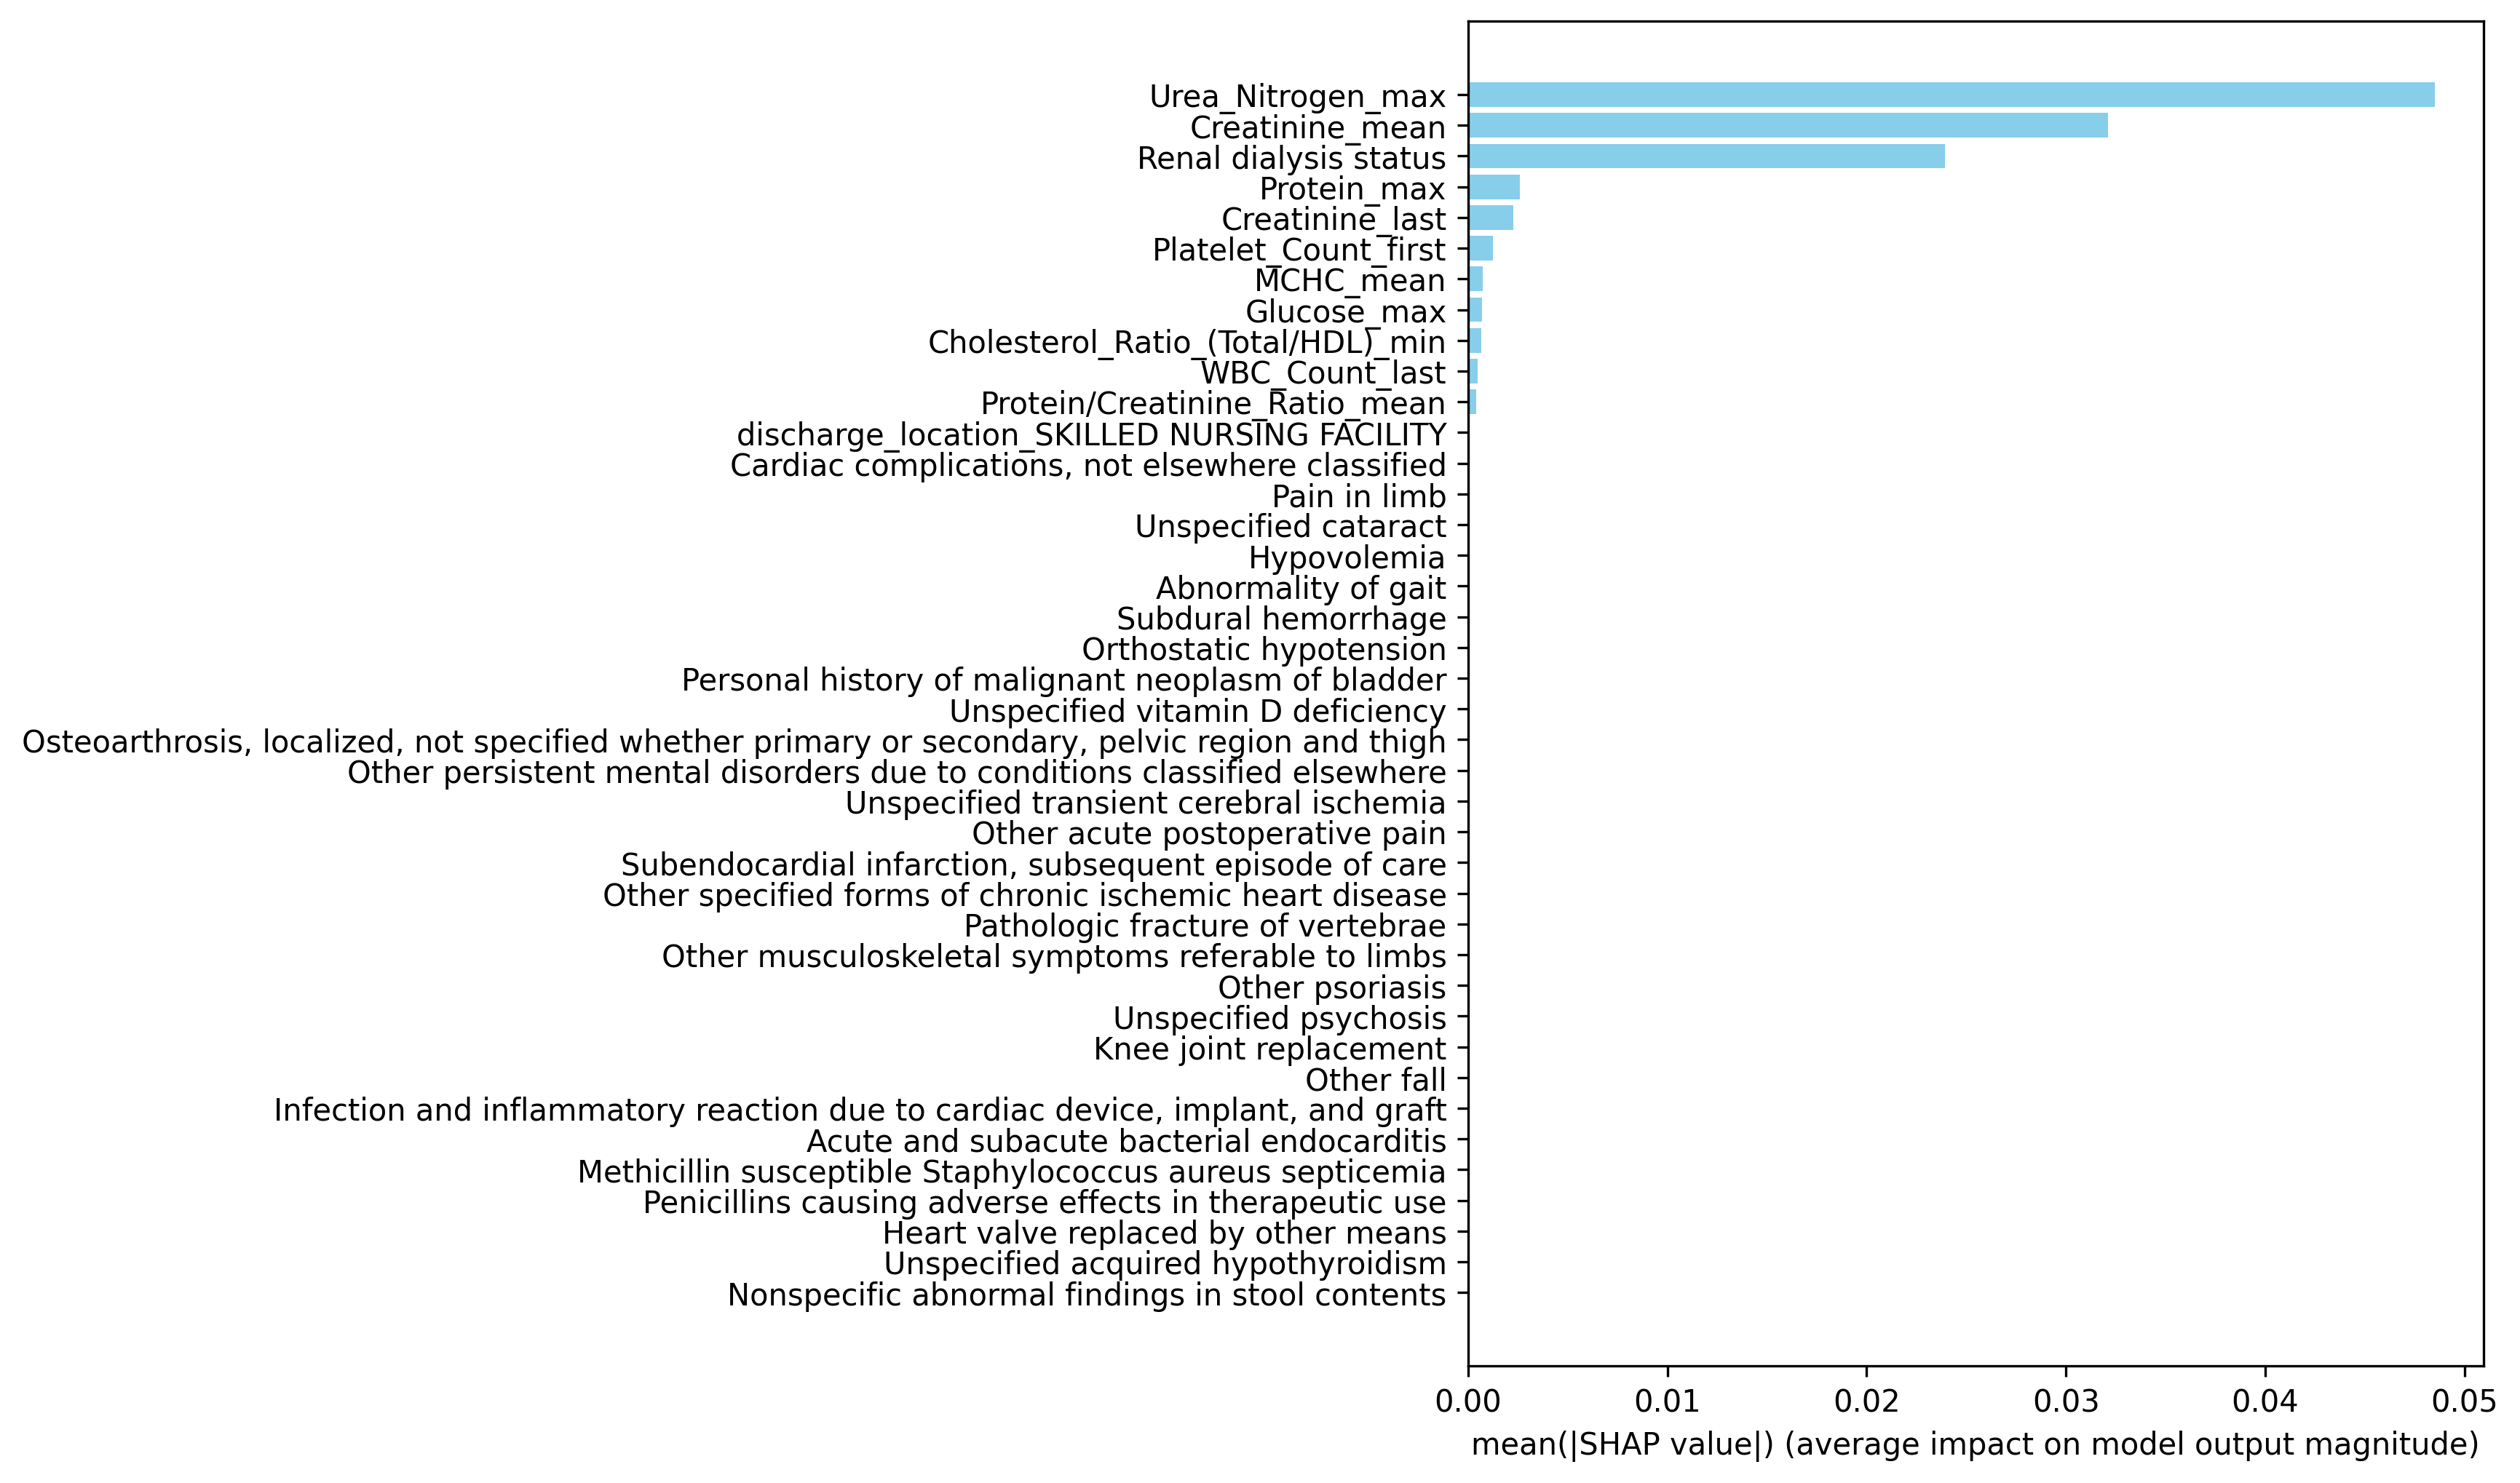 Urea_Nitrogen_max
Creatinine_mean
Renal dialysis status
Protein_max
Creatinine_last
Platelet_Count_first
MCHC_mean
Glucose_max
Cholesterol_Ratio_(Total/HDL)_min
WBC_Count_last
Protein/Creatinine_Ratio_mean
discharge_location_SKILLED NURSING FACILITY
Cardiac complications, not elsewhere classified
Pain in limb
Unspecified cataract
Hypovolemia
Abnormality of gait
Subdural hemorrhage
Orthostatic hypotension
Personal history of malignant neoplasm of bladder
Unspecified vitamin D deficiency
Osteoarthrosis, localized, not specified whether primary or secondary, pelvic region and thigh
Other persistent mental disorders due to conditions classified elsewhere
Unspecified transient cerebral ischemia
Other acute postoperative pain
Subendocardial infarction, subsequent episode of care
Other specified forms of chronic ischemic heart disease
Pathologic fracture of vertebrae
Other musculoskeletal symptoms referable to limbs
Other psoriasis
Unspecified psychosis
Knee joint replacement
Other fall
Infection and inflammatory reaction due to cardiac device, implant, and graft
Acute and subacute bacterial endocarditis
Methicillin susceptible Staphylococcus aureus septicemia
Penicillins causing adverse effects in therapeutic use
Heart valve replaced by other means
Unspecified acquired hypothyroidism
Nonspecific abnormal findings in stool contents
0.00 0.01 0.02 0.03 0.04 0.05
mean(|SHAP value|) (average impact on model output magnitude)